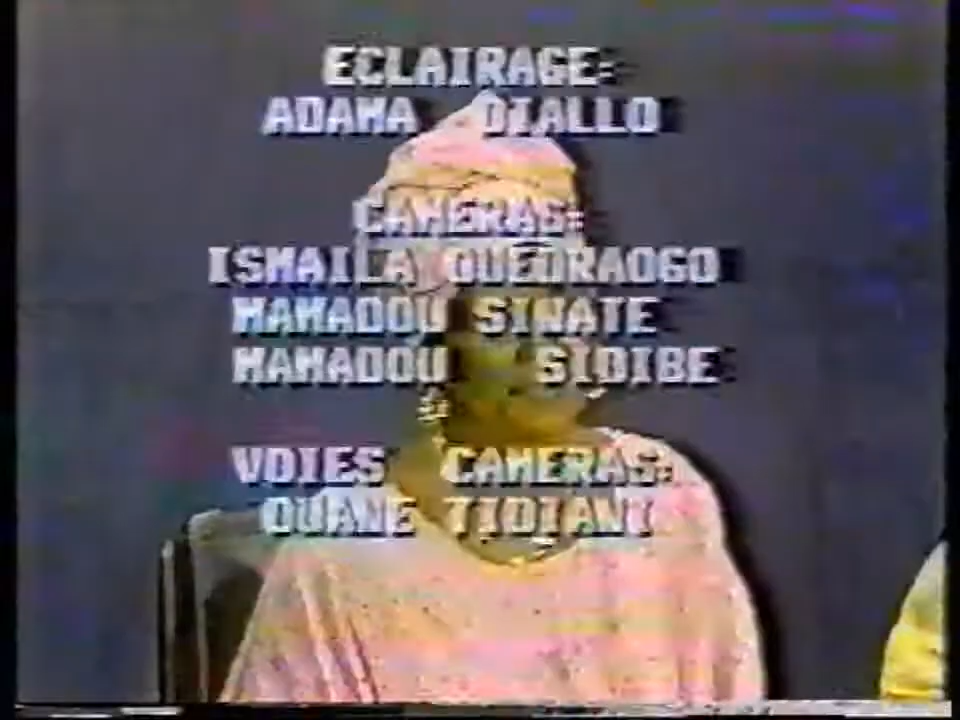 ECLAIRAGE:
ADAMA DIALLO
CAMERAS:
ISMAILA OUEDRAOGO
MAMADOU SINATE
MAMADOU SIDIBE
VOIES CAMERAS:
OUANE TIDIANI